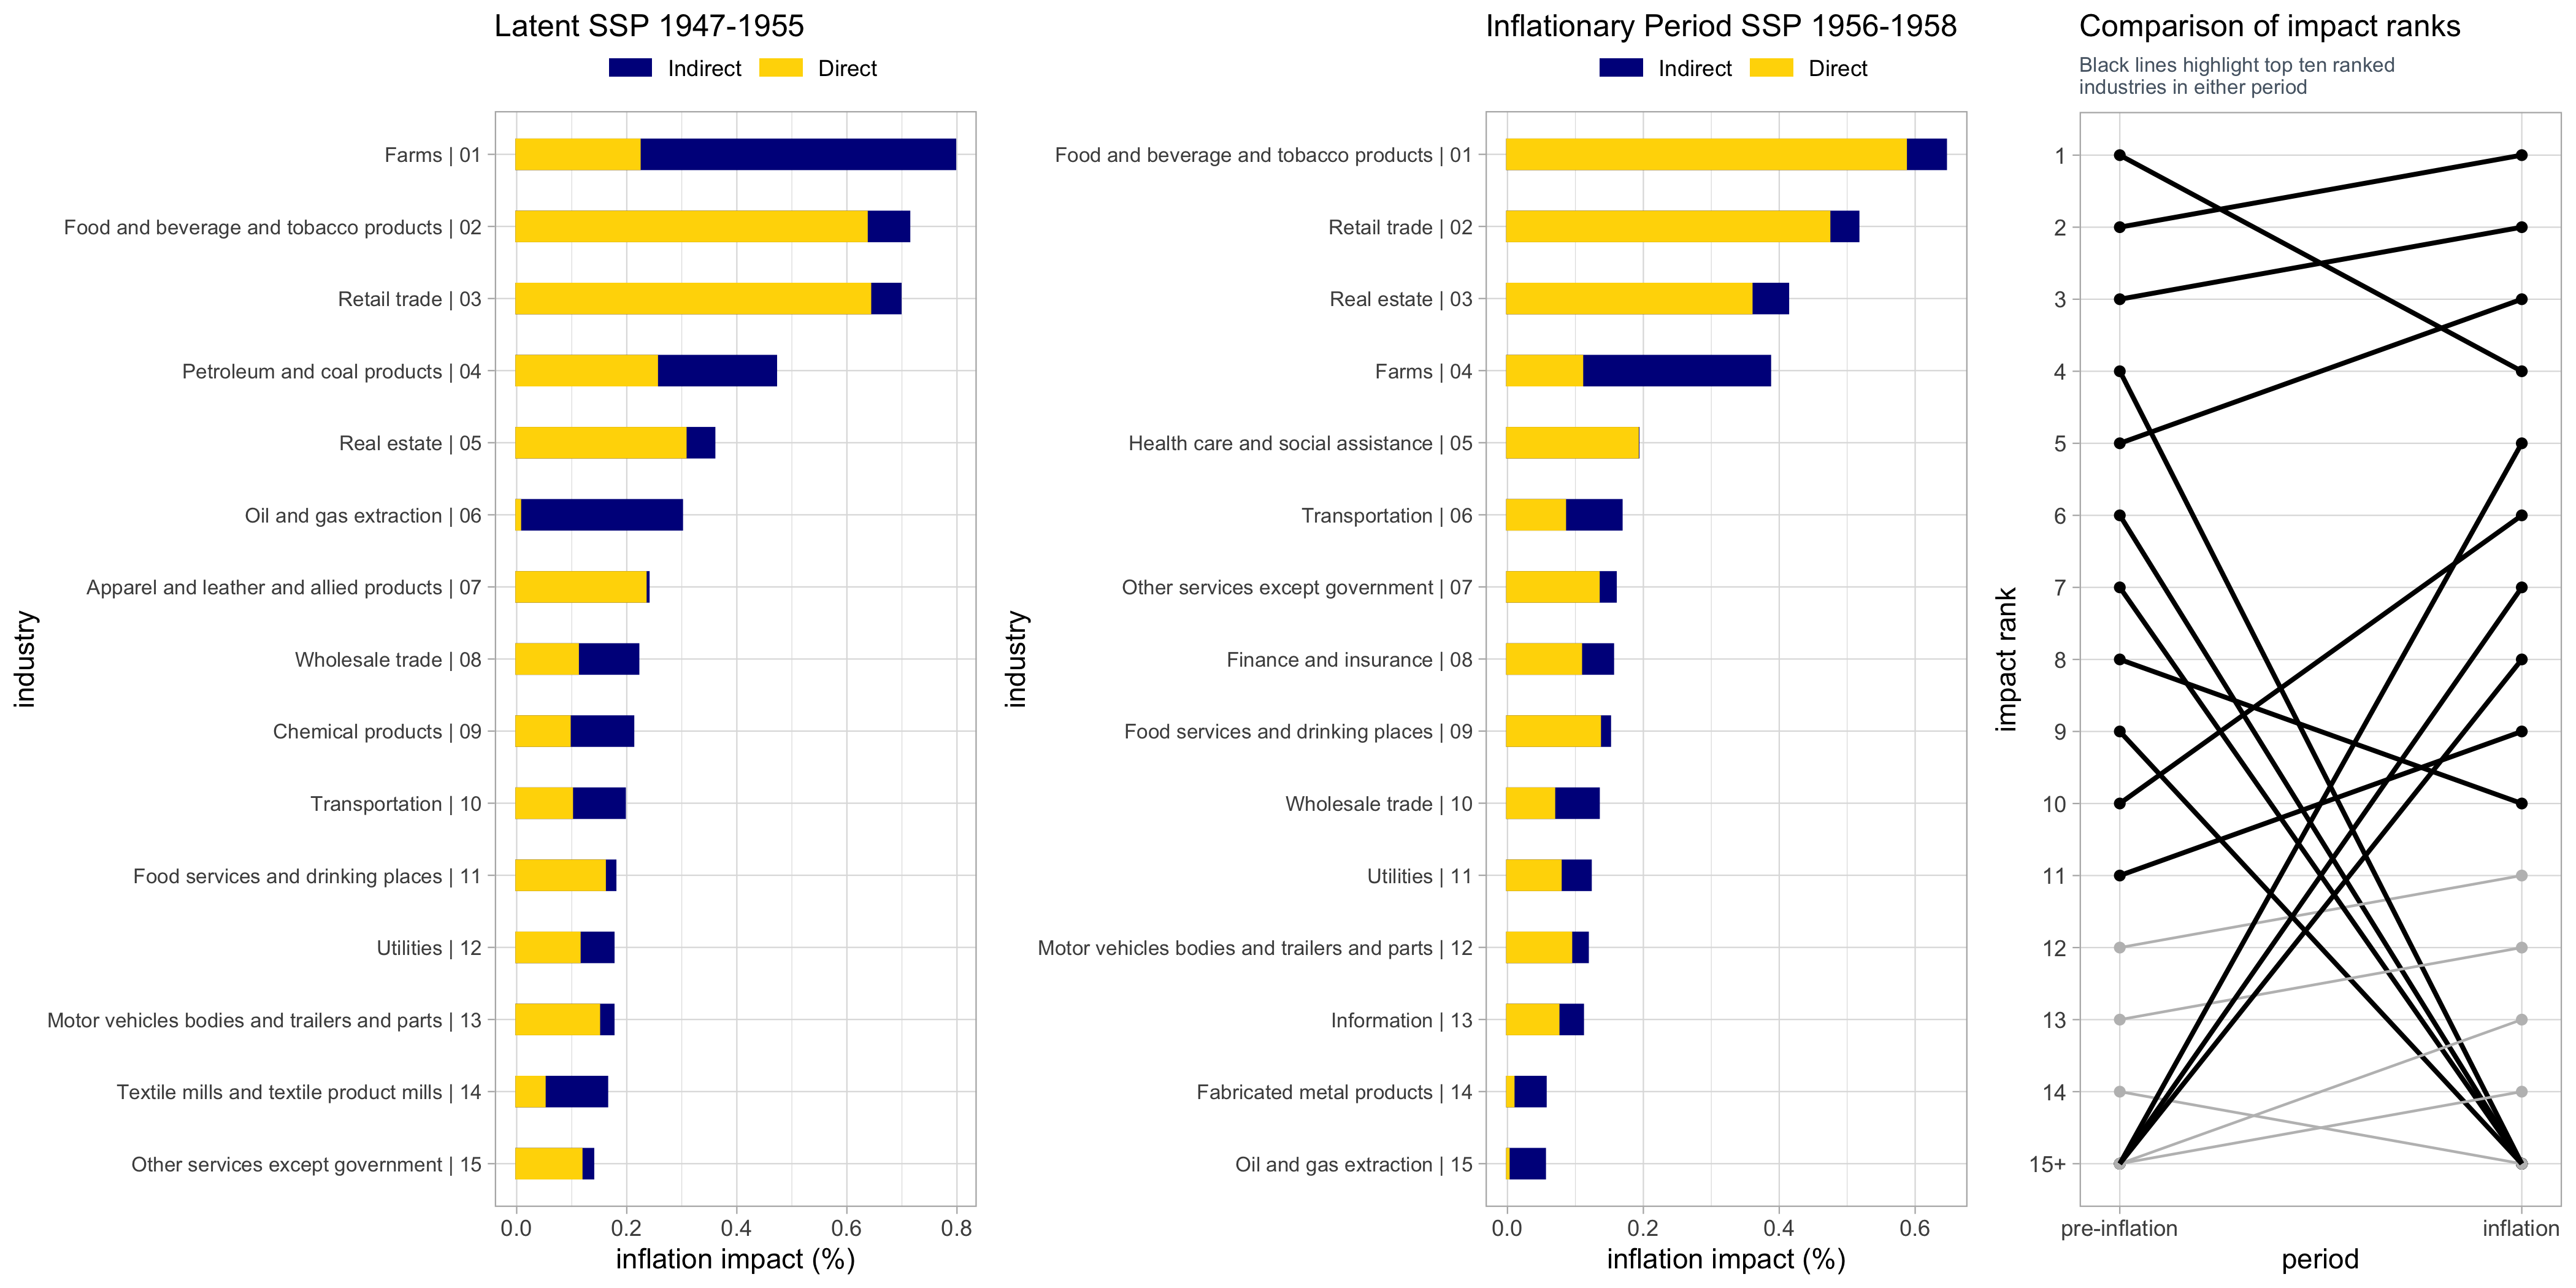 Latent SSP 1947-1955
Indirect Direct
Farms | 01
Food and beverage and tobacco products | 02
Retail trade | 03
Petroleum and coal products | 04
Real estate | 05
Oil and gas extraction | 06
Apparel and leather and allied products | 07
Wholesale trade | 08
Chemical products | 09
Transportation | 10
Food services and drinking places | 11
Utilities | 12
Motor vehicles bodies and trailers and parts | 13
Textile mills and textile product mills | 14
Other services except government | 15
industry
0.0 0.2 0.4 0.6 0.8
inflation impact (%)
Inflationary Period SSP 1956-1958
Indirect Direct
Food and beverage and tobacco products | 01
Retail trade | 02
Real estate | 03
Farms | 04
Health care and social assistance | 05
Transportation | 06
Other services except government | 07
Finance and insurance | 08
Food services and drinking places | 09
Wholesale trade | 10
Utilities | 11
Motor vehicles bodies and trailers and parts | 12
Information | 13
Fabricated metal products | 14
Oil and gas extraction | 15
industry
0.0 0.2 0.4 0.6
inflation impact (%)
Comparison of impact ranks
Black lines highlight top ten ranked
industries in either period
1
2
3
4
5
6
7
8
9
10
11
12
13
14
15+
impact rank
pre-inflation inflation
period